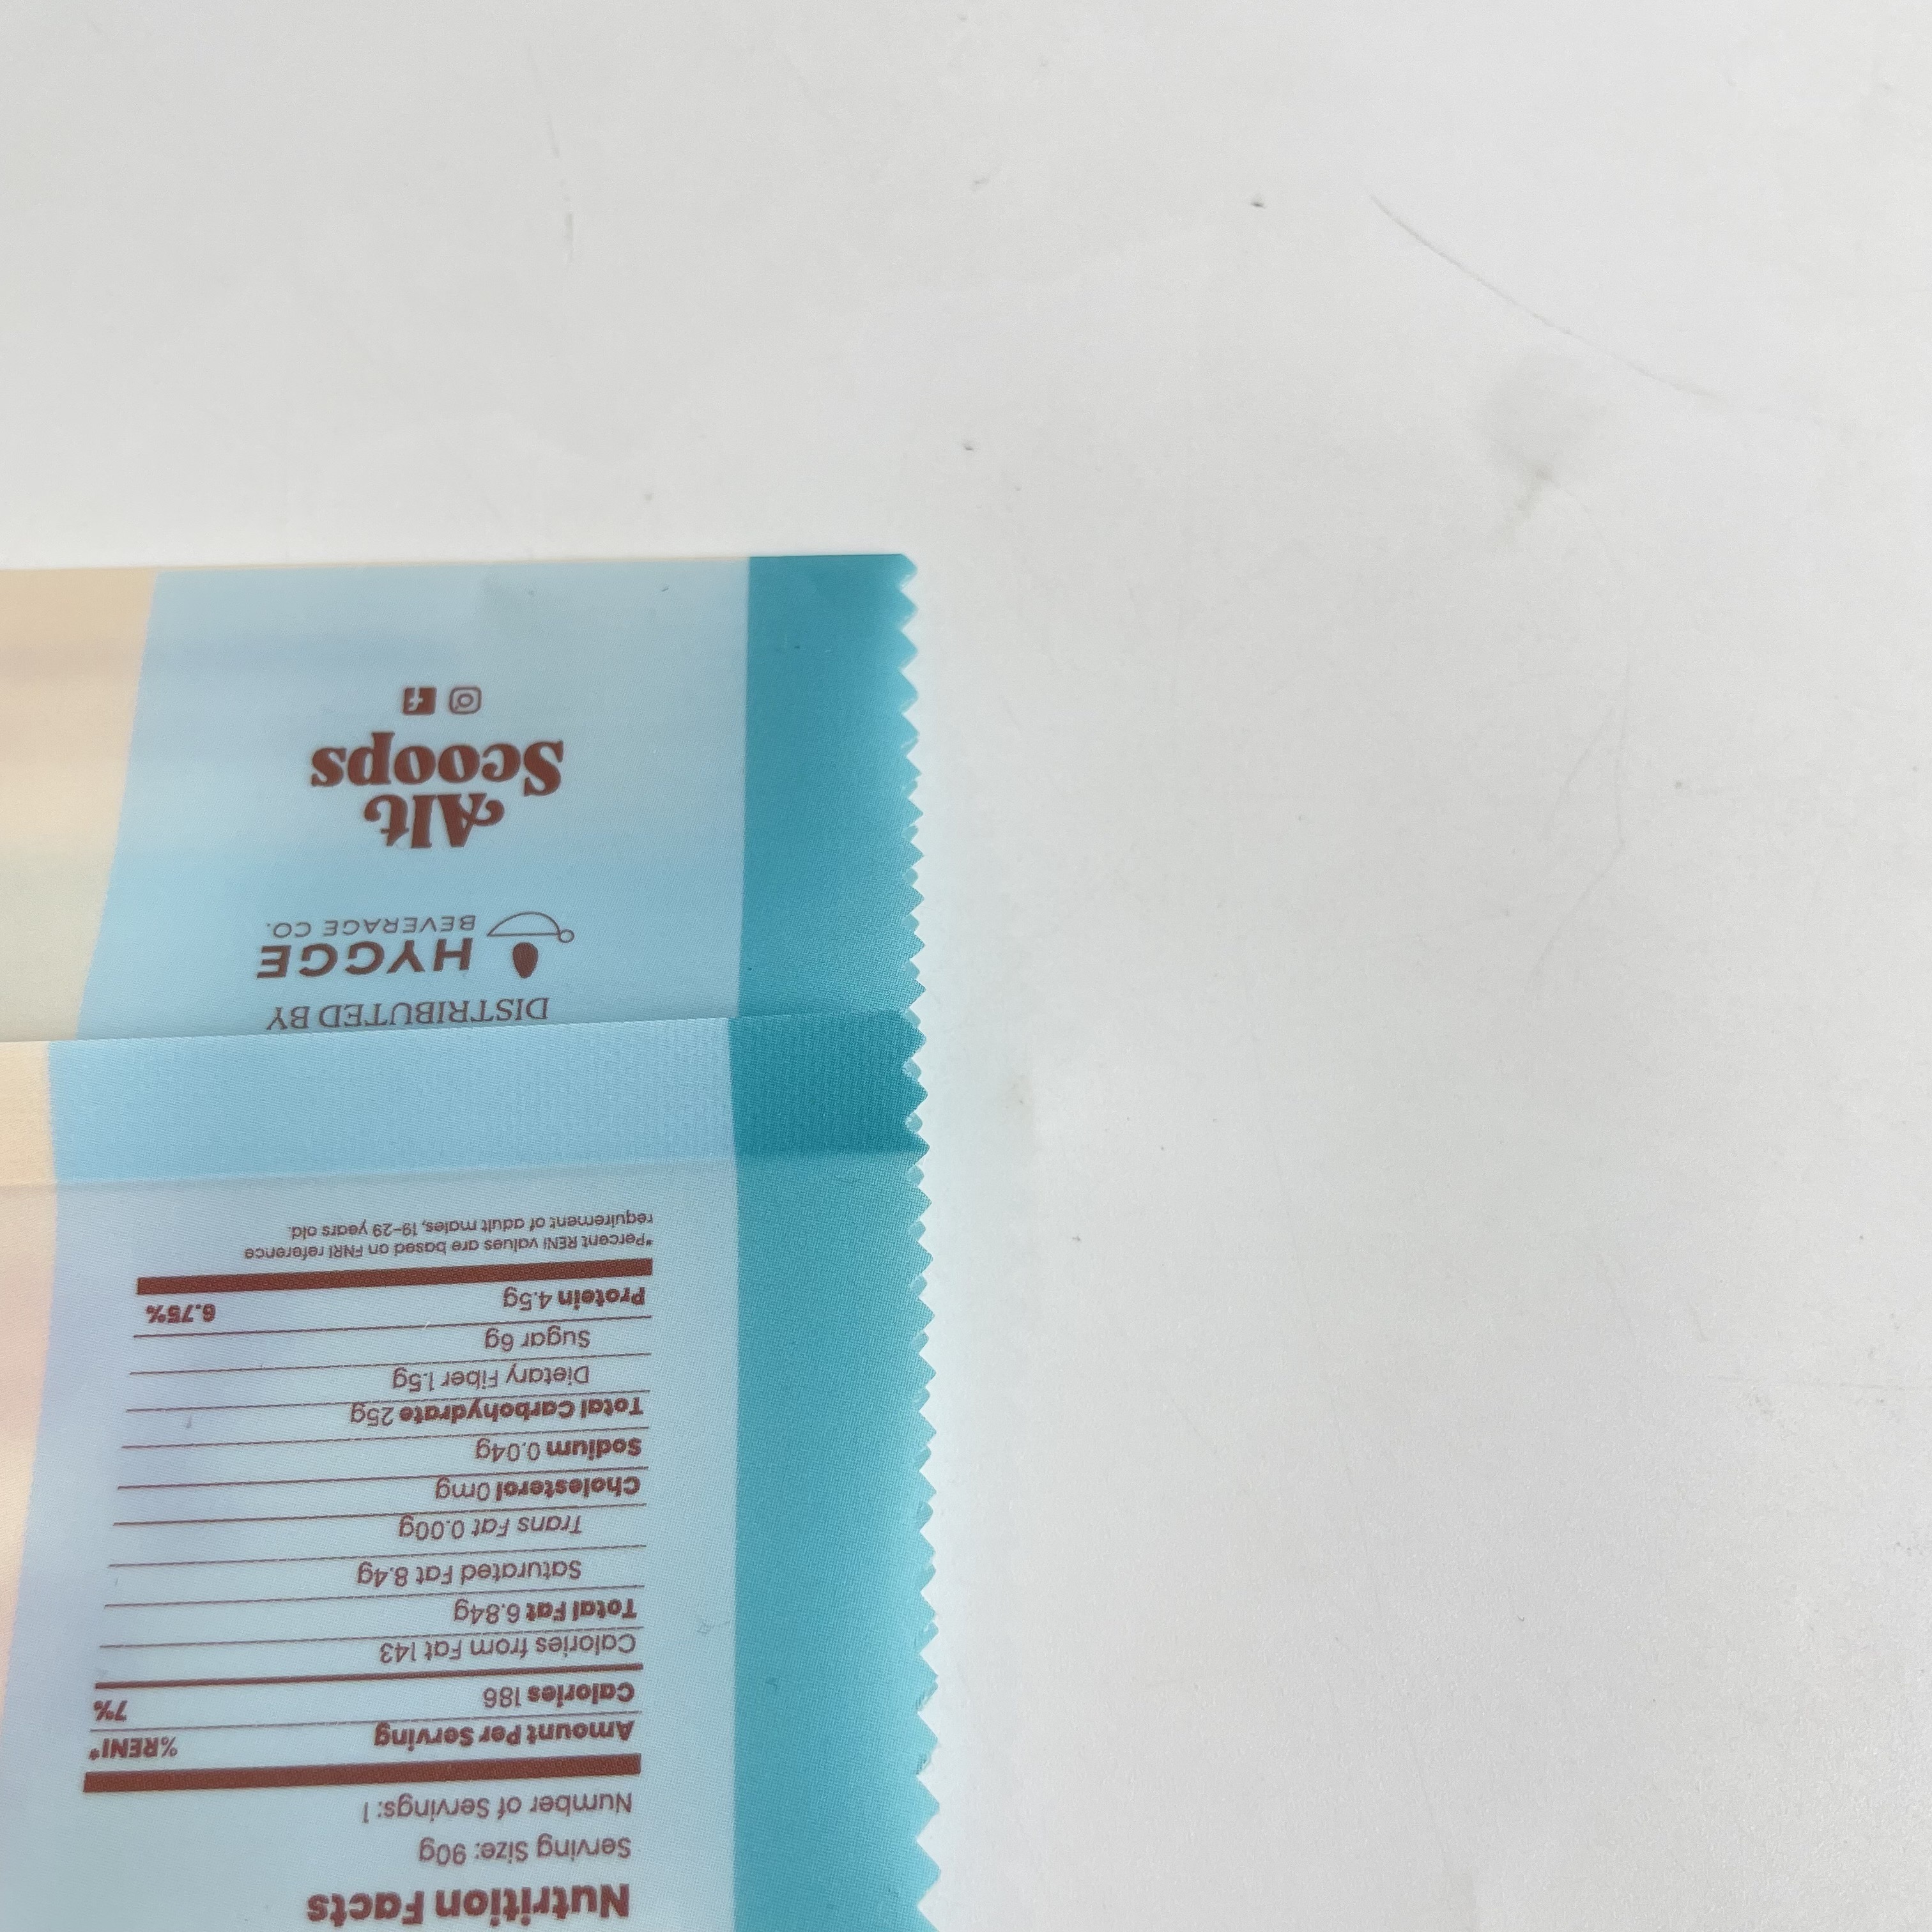 Nutrition Facts
Serving Size: 90g
Number of Servings: 1
Amount Per Serving %RENI*
Calories 186 7%
Calories from Fat 143
Total Fat 6.84g
Saturated Fat 8.4g
Trans Fat 0.00g
Cholesterol 0mg
Sodium 0.04g
Total Carbohydrate 25g
Dietary Fiber 1.5g
Sugar 6g
Protein 4.5g 6.75%
*Percent RENI values are based on FNRI reference
requirement of adult males, 19-29 years old.
DISTRIBUTED BY
HYGGE
BEVERAGE CO.
Alt
Scoops